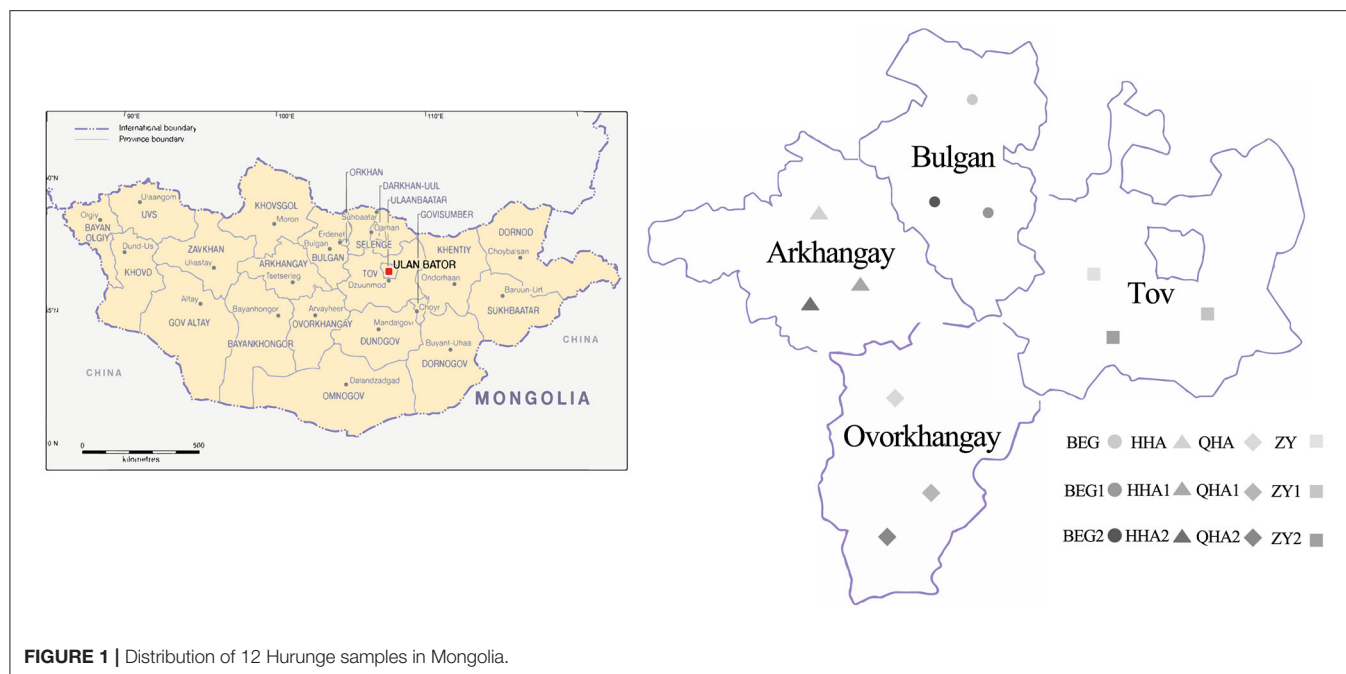 90°E
100°E
110°E
International boundary
Province boundary
ORKHAN
DARKHAN-UUL
ULAANBAATAR
GOVISUMBER
Ulaangom
Olgiy
UVS
BAYAN
OLGIY
KHOVSGOL
Moron
Suhbaatar
Darhan
Erdenet
SELENGE
Bulgan
BULGAN
Dund-Us
ZAVKHAN
Uliastay
KHOVD
ARKHANGAY
Tsetserleg
TOV
ULAN BATOR
Dzuunmod
KHENTIY
Ondorhaan
DORNOD
Choybalsan
Altay
GOV ALTAY
Bayanhongor
BAYANKHONGOR
Arvayheer
OVORKHANGAY
Mandalgovi
DUNDGOV
Choyr
Baruun-Urt
SUKHBAATAR
Buyant-Uhaa
DORNOGOV
Dalandzadgad
OMNOGOV
CHINA
CHINA
MONGOLIA
0 500
kilometres
Bulgan
Arkhangay
Tov
Ovorkhangay
BEG HHA QHA ZY
BEG1 HHA1 QHA1 ZY1
BEG2 HHA2 QHA2 ZY2
FIGURE 1 | Distribution of 12 Hurunge samples in Mongolia.